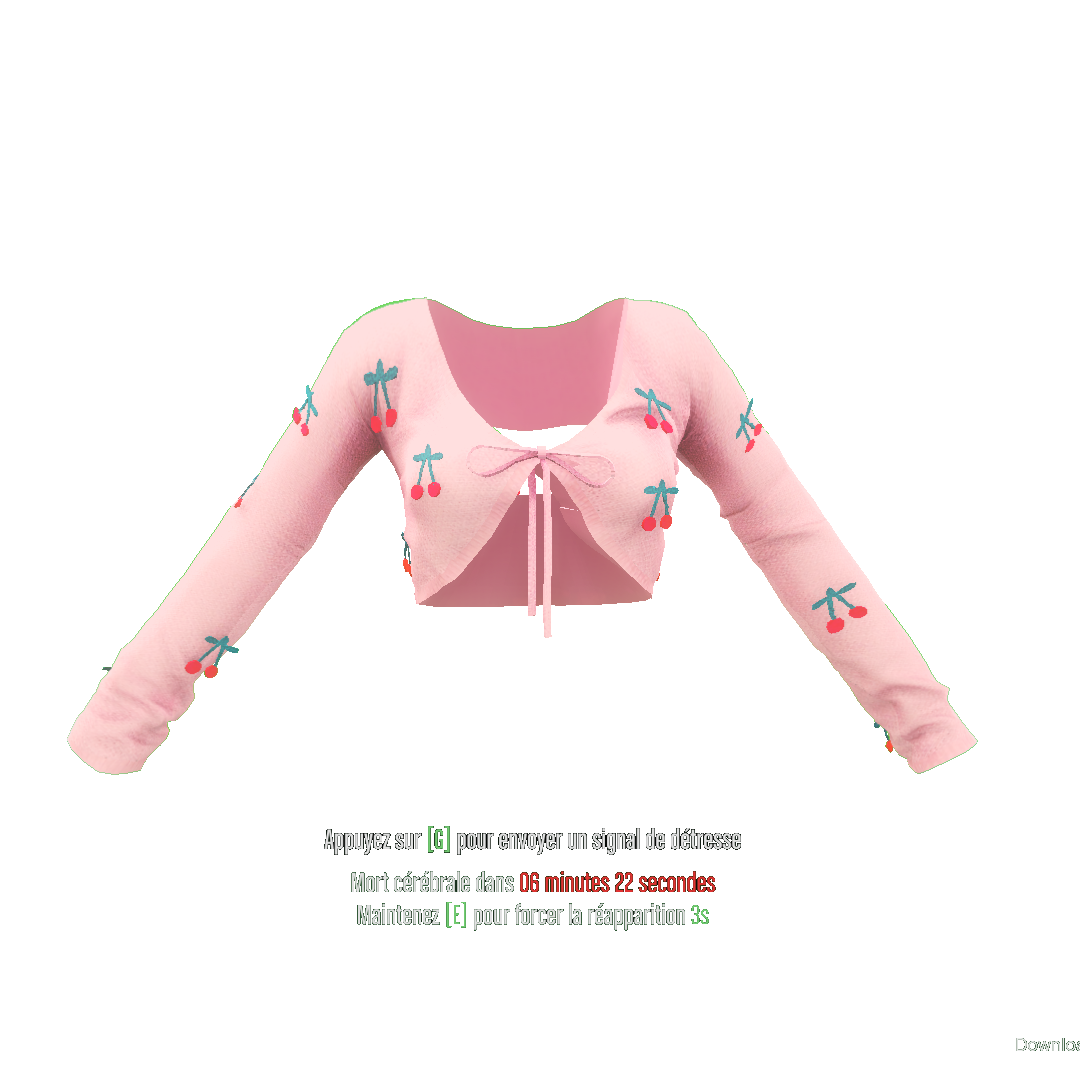 Appuyez sur [G] pour envoyer un signal de détresse
Mort cérébrale dans 06 minutes 22 secondes
Maintenez [E] pour forcer la réapparition 3s